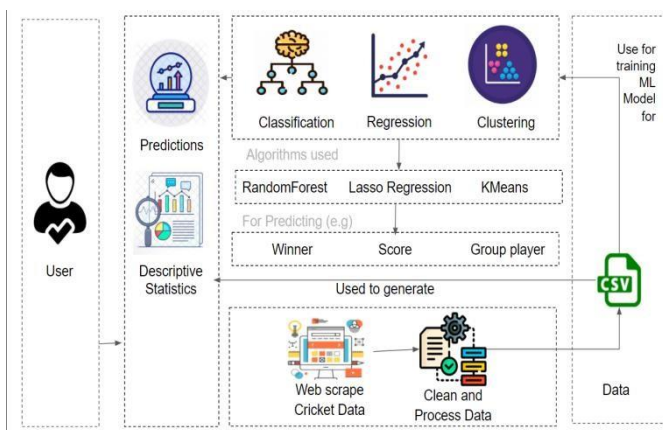 Use for
training
ML
Model
for
Classification
Regression
Clustering
Predictions
Algorithms used
RandomForest
Lasso Regression
KMeans
For Predicting (e.g)
Winner
Score
Group player
User
Descriptive
Statistics
Used to generate
CSV
Web scrape
Cricket Data
Clean and
Process Data
Data